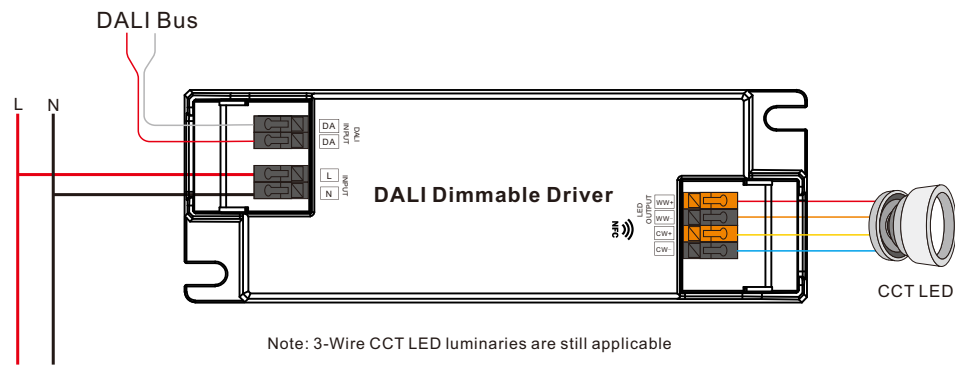 DALI Bus
L N
DA
DA
DALI
INPUT
L
N
INPUT
DALI Dimmable Driver
NFC
LED
OUTPUT
WW+
WW-
CW+
CW-
CCT LED
Note: 3-Wire CCT LED luminaries are still applicable